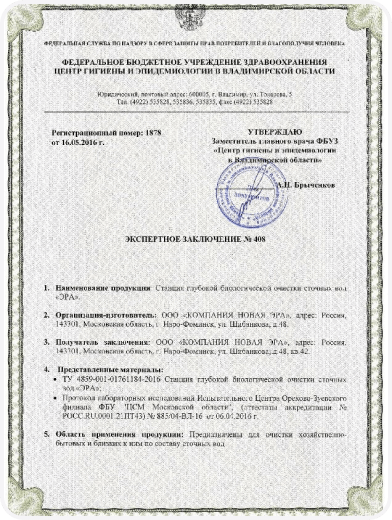 ФЕДЕРАЛЬНАЯ СЛУЖБА ПО НАДЗОРУ В СФЕРЕ ЗАЩИТЫ ПРАВ ПОТРЕБИТЕЛЕЙ И БЛАГОПОЛУЧИЯ ЧЕЛОВЕКА
ФЕДЕРАЛЬНОЕ БЮДЖЕТНОЕ УЧРЕЖДЕНИЕ ЗДРАВООХРАНЕНИЯ
ЦЕНТР ГИГИЕНЫ И ЭПИДЕМИОЛОГИИ В ВЛАДИМИРСКОЙ ОБЛАСТИ
Юридический, почтовый адрес: 600005, г. Владимир, ул. Токарева, 5
Тел. (4922) 535828, 535836, 535835, факс (4922) 535828
Регистрационный номер: 1878
от 16.05.2016 г.
УТВЕРЖДАЮ
Заместитель главного врача ФБУЗ
«Центр гигиены и эпидемиологии
в Владимирской области»
А.Н. Брыченков
ЭКСПЕРТНОЕ ЗАКЛЮЧЕНИЕ № 408
1. Наименование продукции: Станция глубокой биологической очистки сточных вод
«ЭРА».
2. Организация-изготовитель: ООО «КОМПАНИЯ НОВАЯ ЭРА», адрес: Россия,
143301, Московская область, г. Наро-Фоминск, ул. Шибанкова, д.48.
3. Получатель заключения: ООО «КОМПАНИЯ НОВАЯ ЭРА», адрес: Россия,
143301, Московская область, г. Наро-Фоминск, ул. Шибанкова, д.48, кв.42.
4. Представленные материалы:
• ТУ 4859-001-01761184-2016 Станция глубокой биологической очистки сточных
вод «ЭРА»;
• Протокол лабораторных исследований Испытательного Центра Орехово-Зуевского
филиала ФБУ "ЦСМ Московской области", (аттестаты аккредитации №
РОСС.RU.0001.21ПТ43) № 885/04-ВЛ-16 от 06.04.2016 г.
5. Область применения продукции: Предназначены для очистки хозяйственно-
бытовых и близких к ним по составу сточных вод